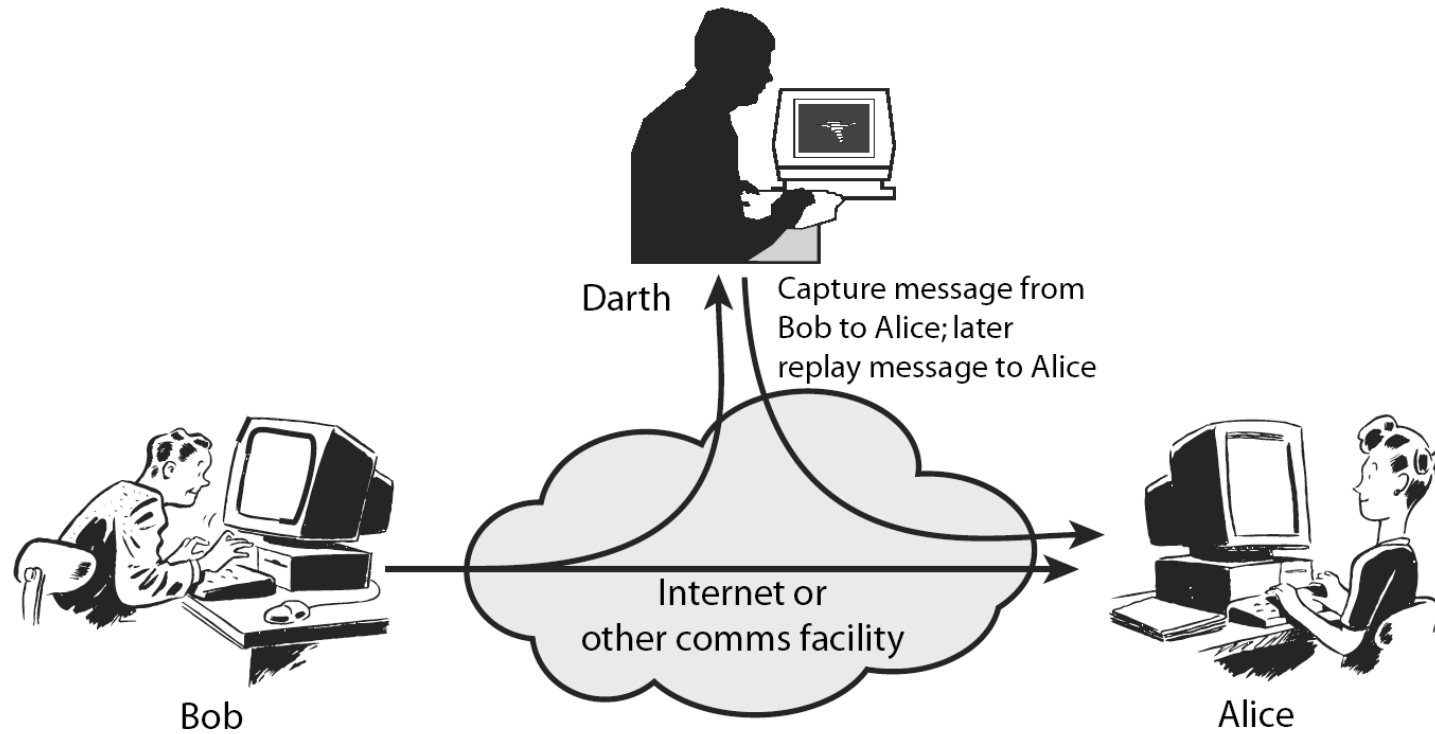 Darth
Capture message from
Bob to Alice; later
replay message to Alice
Internet or
other comms facility
Bob
Alice